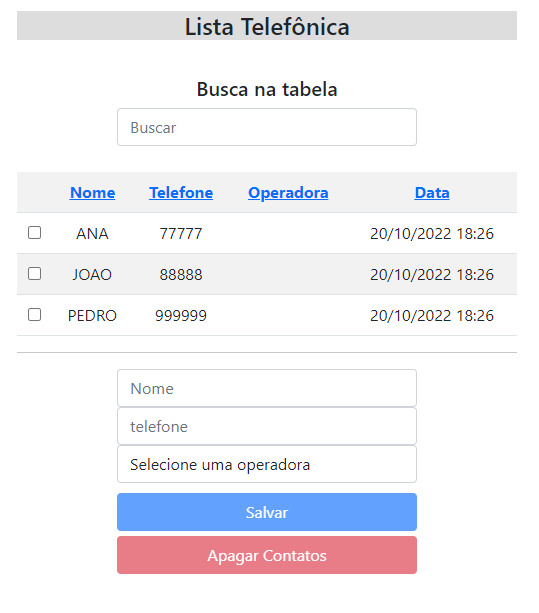 Lista Telefônica
Busca na tabela
Buscar
Nome Telefone Operadora Data
ANA 77777 20/10/2022 18:26
JOAO 88888 20/10/2022 18:26
PEDRO 999999 20/10/2022 18:26
Nome
telefone
Selecione uma operadora
Salvar
Apagar Contatos